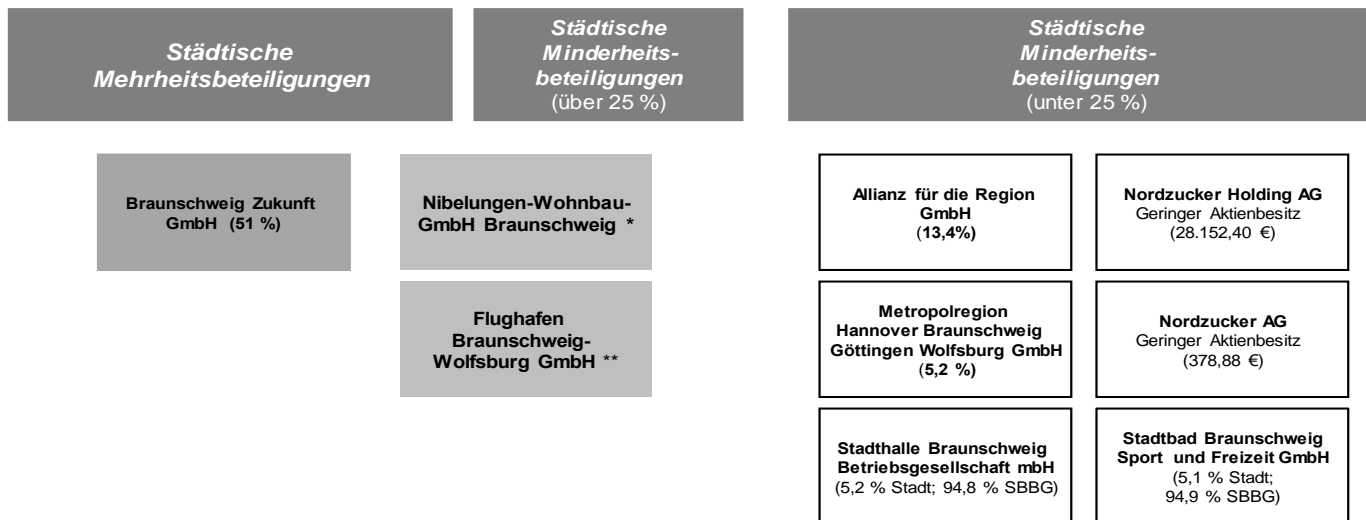 Städtische
Mehrheitsbeteiligungen
Städtische
Minderheits-
beteiligungen
(über 25 %)
Städtische
Minderheits-
beteiligungen
(unter 25 %)
Braunschweig Zukunft
GmbH (51 %)
Nibelungen-Wohnbau-
GmbH Braunschweig *
Allianz für die Region
GmbH
(13,4%)
Nordzucker Holding AG
Geringer Aktienbesitz
(28.152,40 €)
Flughafen
Braunschweig-
Wolfsburg GmbH **
Metropolregion
Hannover Braunschweig
Göttingen Wolfsburg GmbH
(5,2 %)
Nordzucker AG
Geringer Aktienbesitz
(378,88 €)
Stadthalle Braunschweig
Betriebsgesellschaft mbH
(5,2 % Stadt; 94,8 % SBBG)
Stadtbad Braunschweig
Sport und Freizeit GmbH
(5,1 % Stadt;
94,9 % SBBG)